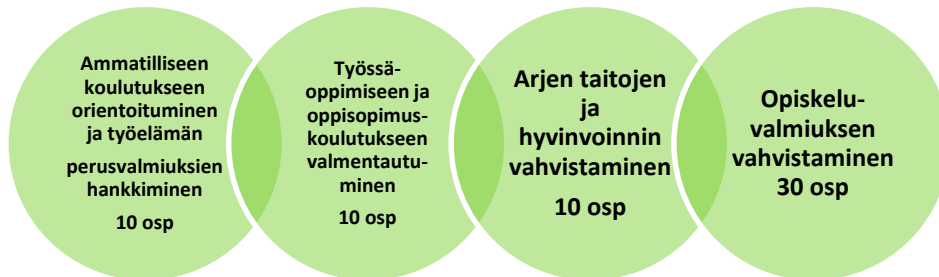 Ammatilliseen
koulutukseen
orientoituminen
ja työelämän
perusvalmiuksien
hankkiminen
10 osp
Työssä-
oppimiseen ja
oppisopimus-
koulutukseen
valmentautu-
minen
10 osp
Arjen taitojen
ja
hyvinvoinnin
vahvistaminen
10 osp
Opiskelu-
valmiuksien
vahvistaminen
30 osp